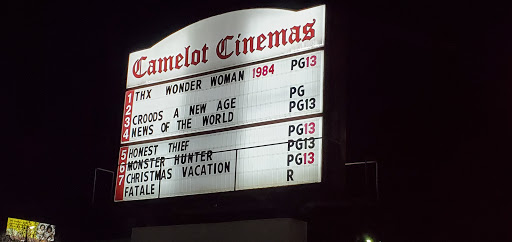 Camelot Cinemas
1 THX WONDER WOMAN 1984 PG13
2
3 CROODS A NEW AGE PG
4 NEWS OF THE WORLD PG13
5 HONEST THIEF PG13
6 MONSTER HUNTER PG13
7 CHRISTMAS VACATION PG13
FATALE R